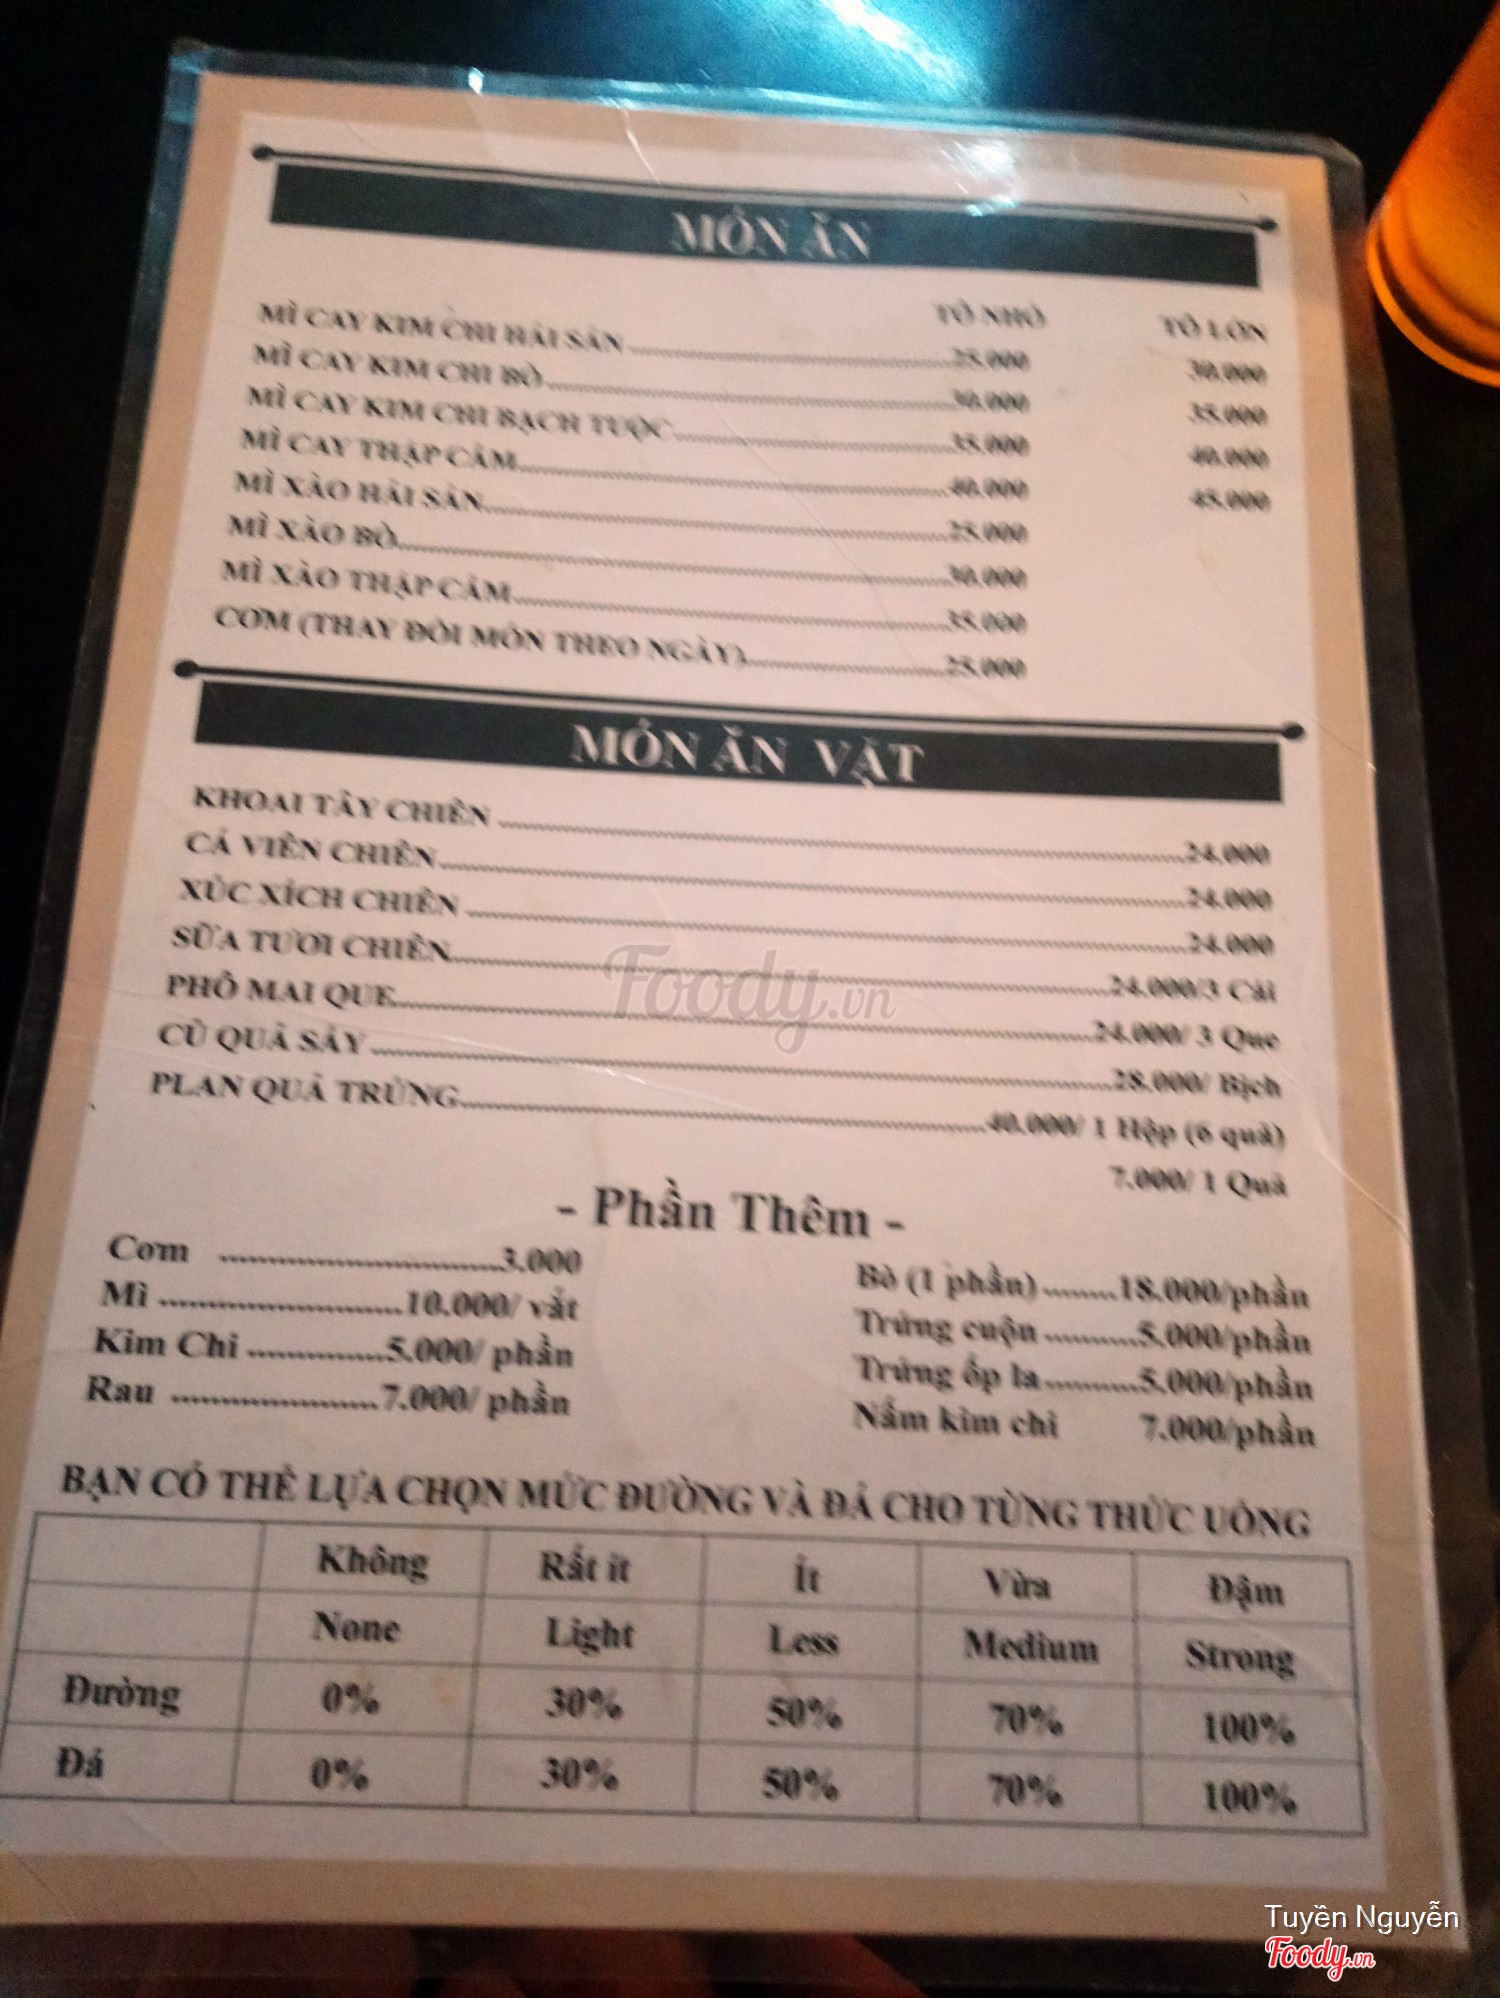 MÓN ĂN
TÔ NHỎ TÔ LỚN
MÌ CAY KIM CHI HẢI SẢN 25.000 30.000
MÌ CAY KIM CHI BÒ 30.000 35.000
MÌ CAY KIM CHI BẠCH TUỘC 35.000 40.000
MÌ CAY THẬP CẨM 40.000 45.000
MÌ XÀO HẢI SẢN 25.000
MÌ XÀO BÒ 30.000
MÌ XÀO THẬP CẨM 35.000
CƠM (THAY ĐỔI MÓN THEO NGÀY) 25.000
MÓN ĂN VẶT
KHOAI TÂY CHIÊN 24.000
CÁ VIÊN CHIÊN 24.000
XÚC XÍCH CHIÊN 24.000
SỮA TƯƠI CHIÊN 24.000/3 Cái
PHÔ MAI QUE 24.000/ 3 Que
CỦ QUẢ SẤY 28.000/ Bịch
PLAN QUẢ TRỨNG 40.000/ 1 Hộp (6 quả)
7.000/ 1 Quả
- Phần Thêm -
Cơm 3.000
Mì 10.000/ vắt
Kim Chi 5.000/ phần
Rau 7.000/ phần
Bò (1 phần) 18.000/phần
Trứng cuộn 5.000/phần
Trứng ốp la 5.000/phần
Nấm kim chi 7.000/phần
BẠN CÓ THỂ LỰA CHỌN MỨC ĐƯỜNG VÀ ĐÁ CHO TỪNG THỨC UỐNG
Không Rất ít Ít Vừa Đậm
None Light Less Medium Strong
Đường 0% 30% 50% 70% 100%
Đá 0% 30% 50% 70% 100%
Foody.vn
Tuyền Nguyễn
Foody.vn